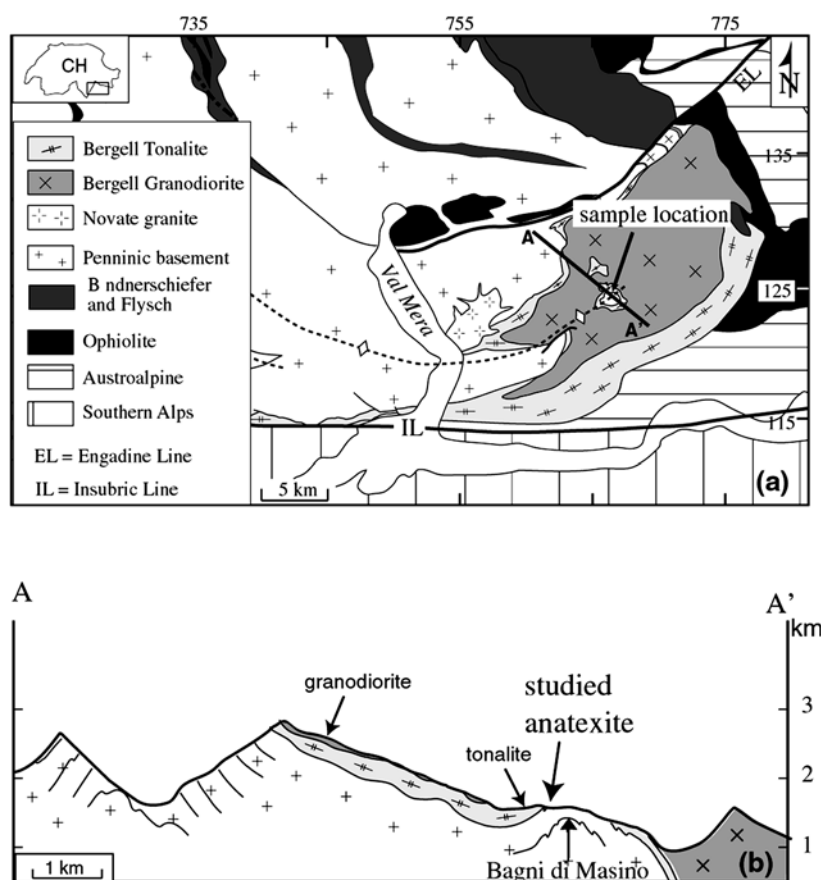 735 755 775
CH
EL
N
Bergell Tonalite
Bergell Granodiorite
Novate granite
Penninic basement
B ndnerschiefer
and Flysch
Ophiolite
Austroalpine
Southern Alps
EL = Engadine Line
IL = Insubric Line
5 km
135
sample location
A
Val Mera
125
A'
115
IL
(a)
A
A'
km
granodiorite
studied
anatexite
tonalite
3
2
1
1 km
Bagni di Masino
(b)